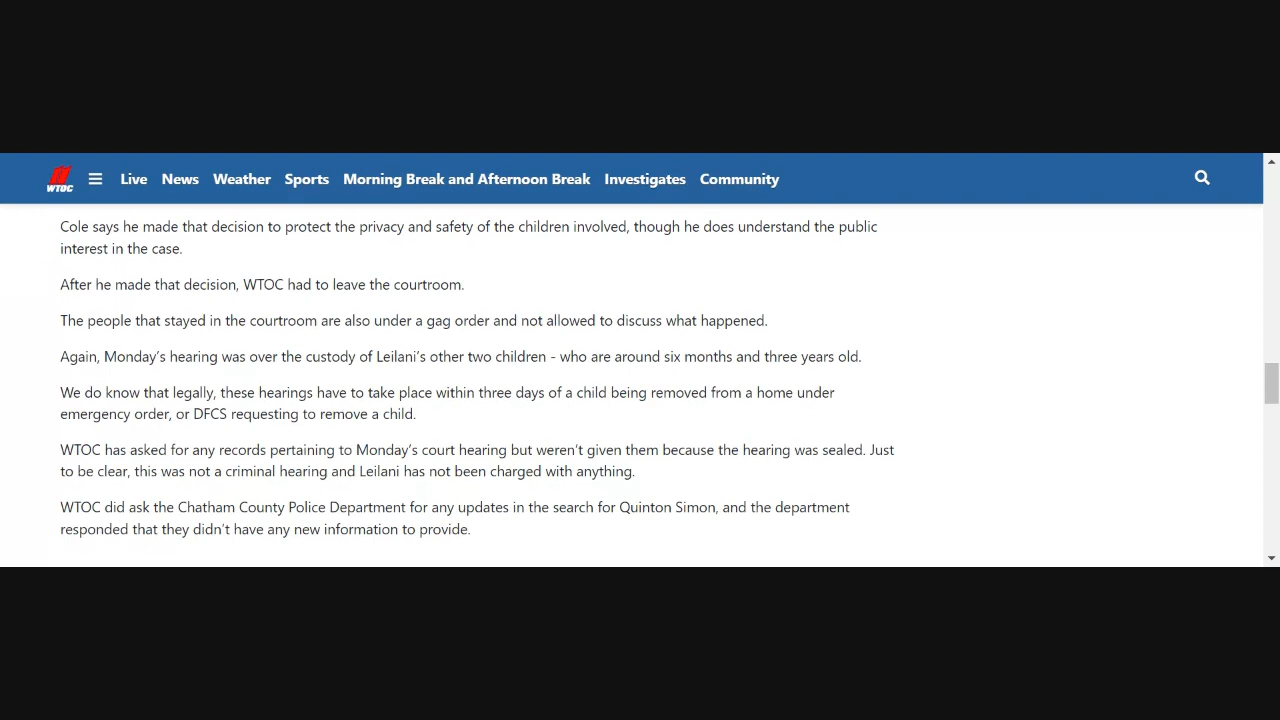 11
WTOC
Live News Weather Sports Morning Break and Afternoon Break Investigates Community
Cole says he made that decision to protect the privacy and safety of the children involved, though he does understand the public
interest in the case.
After he made that decision, WTOC had to leave the courtroom.
The people that stayed in the courtroom are also under a gag order and not allowed to discuss what happened.
Again, Monday’s hearing was over the custody of Leilani’s other two children - who are around six months and three years old.
We do know that legally, these hearings have to take place within three days of a child being removed from a home under
emergency order, or DFCS requesting to remove a child.
WTOC has asked for any records pertaining to Monday’s court hearing but weren’t given them because the hearing was sealed. Just
to be clear, this was not a criminal hearing and Leilani has not been charged with anything.
WTOC did ask the Chatham County Police Department for any updates in the search for Quinton Simon, and the department
responded that they didn’t have any new information to provide.